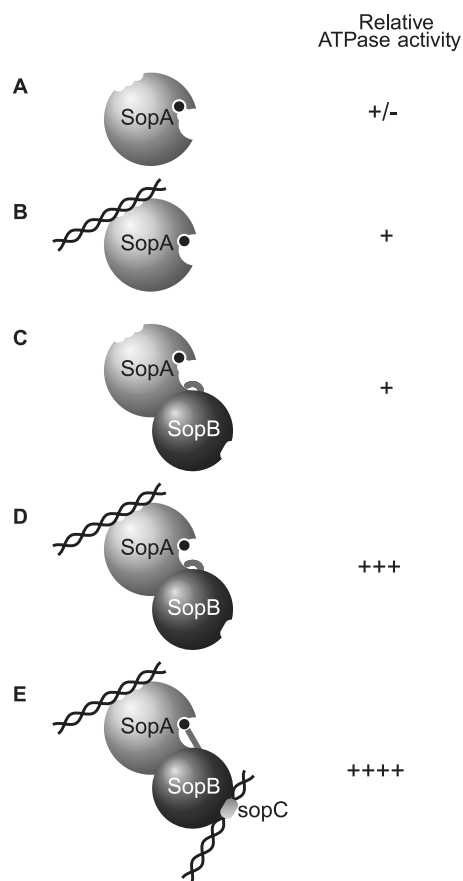 Relative
ATPase activity
A
SopA
+/-
B
SopA
+
C
SopA
SopB
+
D
SopA
SopB
+++
E
SopA
SopB
sopC
++++